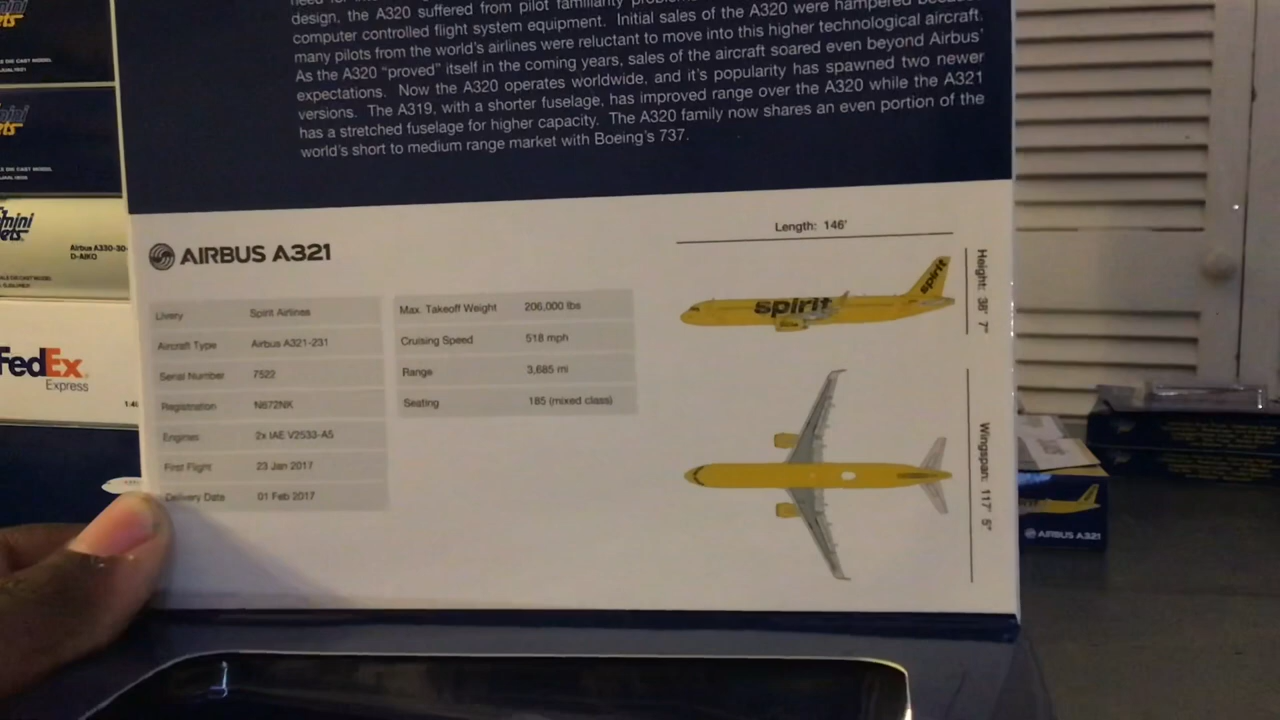 design, the A320 suffered from pilot familiarity
computer controlled flight system equipment. Initial sales of the A320 were hampered
many pilots from the world's airlines were reluctant to move into this higher technological aircraft.
As the A320 "proved" itself in the coming years, sales of the aircraft soared even beyond Airbus'
expectations. Now the A320 operates worldwide, and it's popularity has spawned two newer
versions. The A319, with a shorter fuselage, has improved range over the A320 while the A321
has a stretched fuselage for higher capacity. The A320 family now shares an even portion of the
world's short to medium range market with Boeing's 737.
AIRBUS A321
Livery Spirit Airlines
Aircraft Type Airbus A321-231
Serial Number 7522
Registration N672NK
Engines 2x IAE V2533-A5
First Flight 23 Jan 2017
Delivery Date 01 Feb 2017
Max. Takeoff Weight 206,000 lbs
Cruising Speed 518 mph
Range 3,685 mi
Seating 185 (mixed class)
Length: 146'
spirit
spirit
Height: 38' 7"
Wingspan: 117' 5"
mini
ets
Airbus A330-30
D-AIKO
FedEx
Express
AIRBUS A321